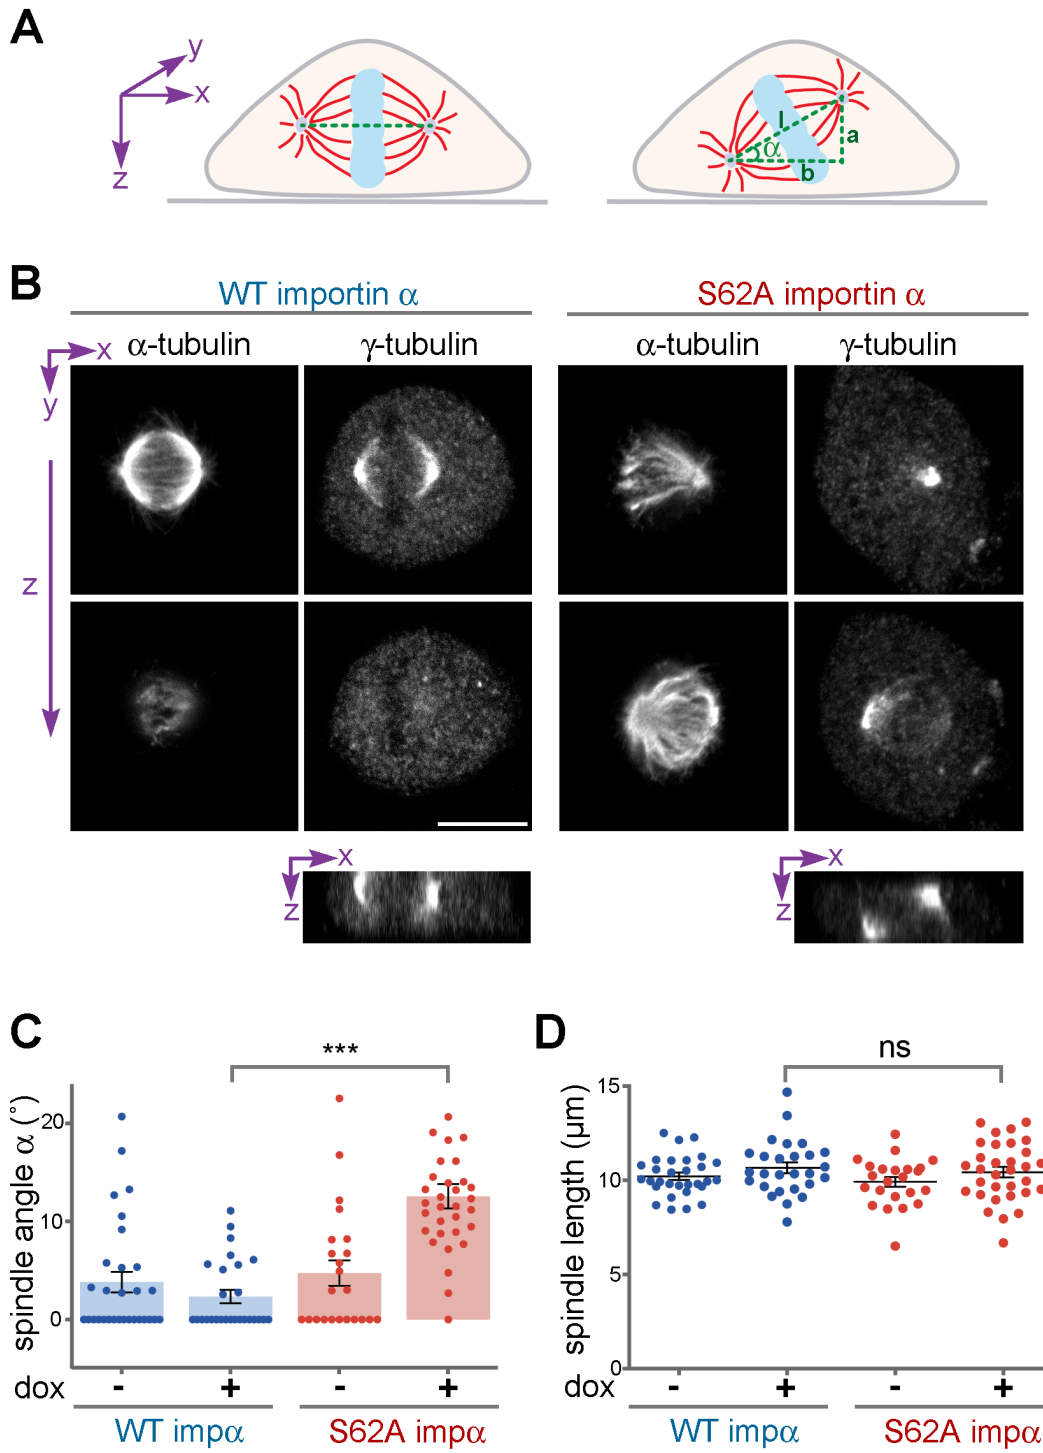 A
y
x
z
l
a
α
b
B
WT importin α
S62A importin α
x
α-tubulin
γ-tubulin
α-tubulin
γ-tubulin
y
z
x
x
z
z
C
D
***
ns
spindle angle α (°)
20
10
0
spindle length (µm)
15
10
5
0
dox - + - +
dox - + - +
WT impα
S62A impα
WT impα
S62A impα